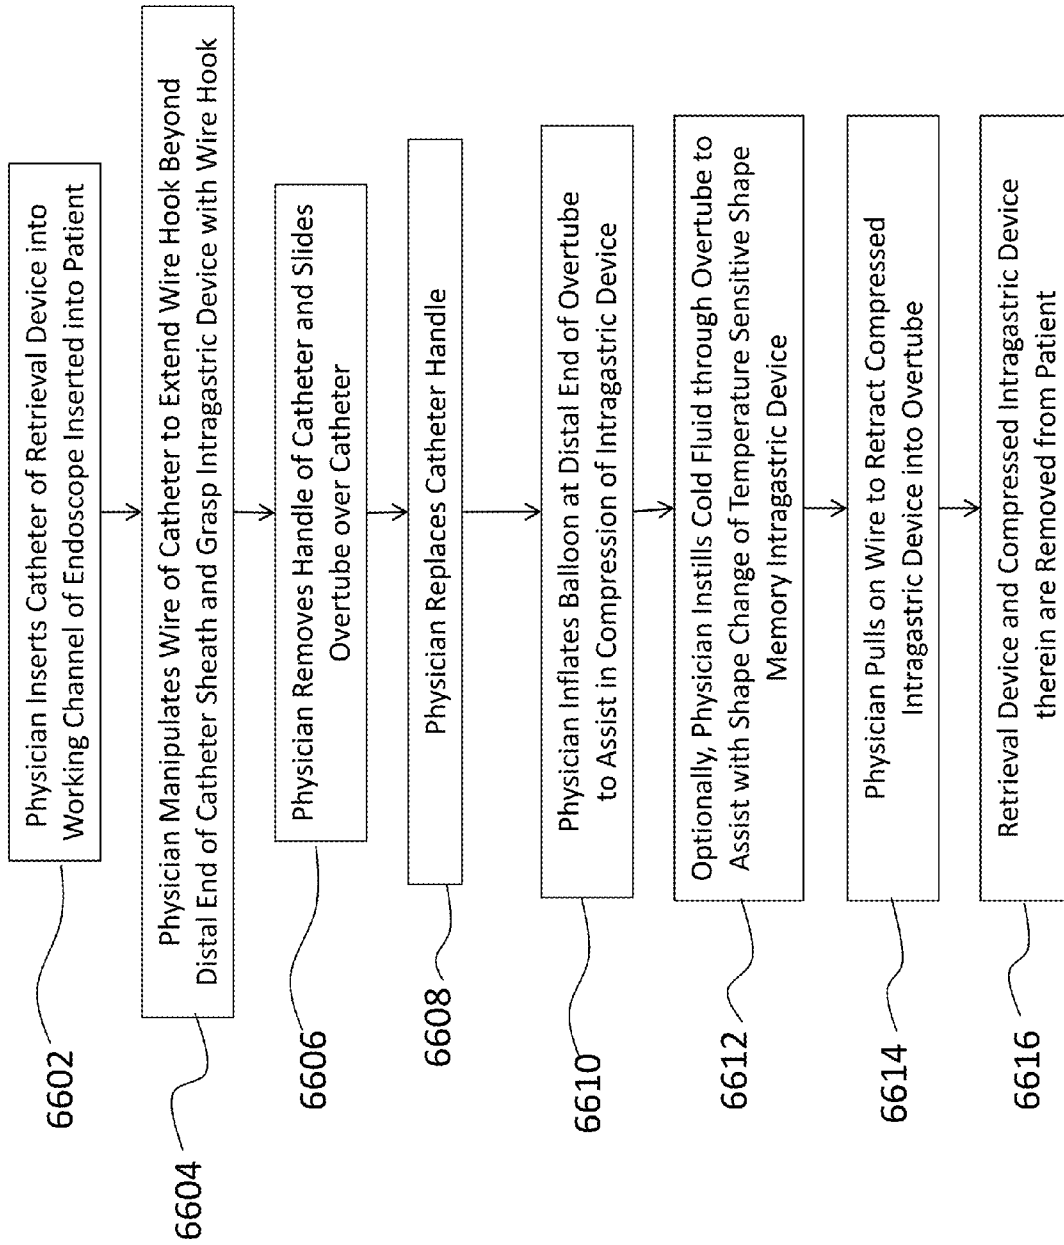 6602
Physician Inserts Catheter of Retrieval Device into
Working Channel of Endoscope Inserted into Patient
6604
Physician Manipulates Wire of Catheter to Extend Wire Hook Beyond
Distal End of Catheter Sheath and Grasp Intragastric Device with Wire Hook
6606
Physician Removes Handle of Catheter and Slides
Overtube over Catheter
6608
Physician Replaces Catheter Handle
6610
Physician Inflates Balloon at Distal End of Overtube
to Assist in Compression of Intragastric Device
6612
Optionally, Physician Instills Cold Fluid through Overtube to
Assist with Shape Change of Temperature Sensitive Shape
Memory Intragastric Device
6614
Physician Pulls on Wire to Retract Compressed
Intragastric Device into Overtube
6616
Retrieval Device and Compressed Intragastric Device
therein are Removed from Patient